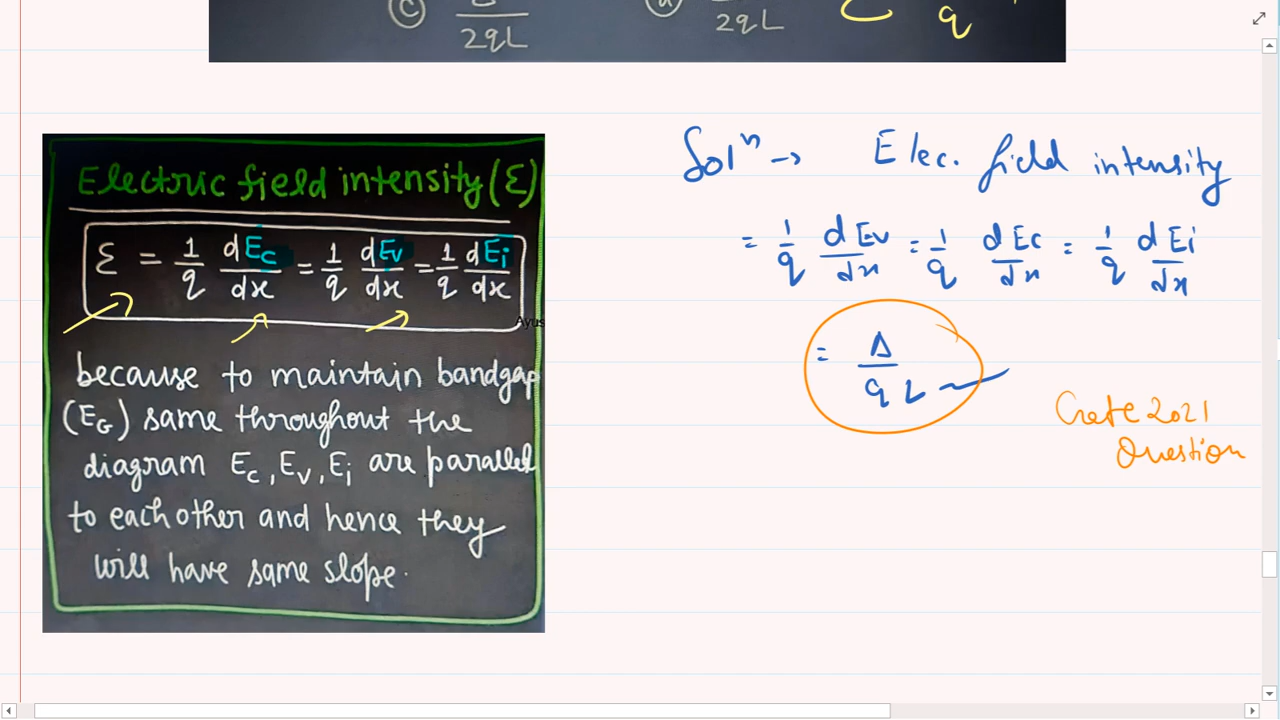 ⓒ /2qL ⓓ /2qL ℰ /q
Electric field intensity (ℰ)
ℰ = 1/q dEc/dx = 1/q dEv/dx = 1/q dEi/dx
Ayus
because to maintain bandgap
(EG) same throughout the
diagram Ec, Ev, Ei are parallel
to each other and hence they
will have same slope.
Solⁿ → Elec. field intensity
= 1/q dEv/dx = 1/q dEc/dx = 1/q dEi/dx
= Δ/qL
Gate 2021
Question